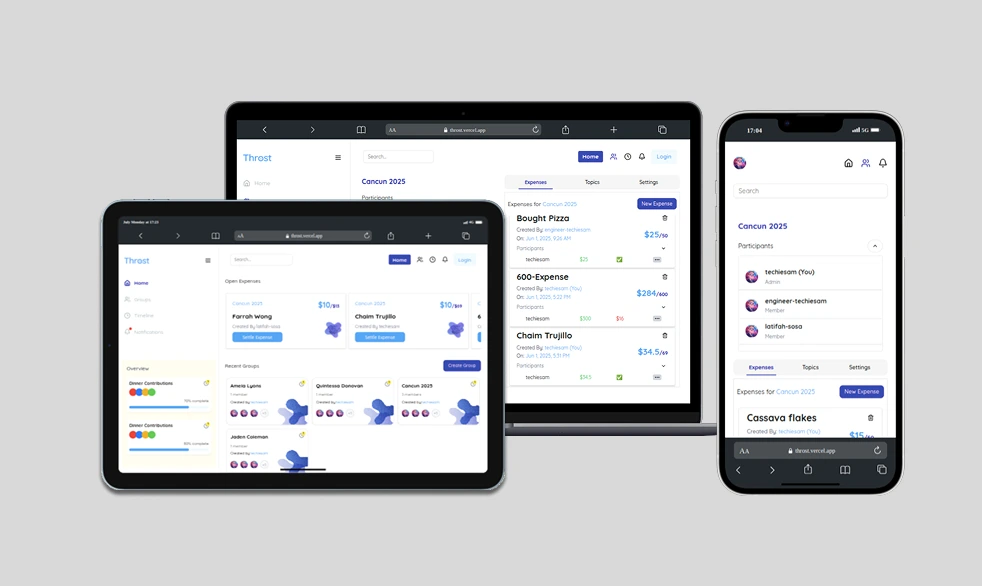 AA
throst.vercel.app
Throst
Search...
Home
Login
Home
Cancun 2025
Participants
Expenses
Topics
Settings
Expenses for Cancun 2025
New Expense
Bought Pizza
Created By: engineer-techiesam
On: Jun 1, 2025, 9:26 AM
$25/50
Participants
techiesam
$25
600-Expense
Created By: techiesam (You)
On: Jun 1, 2025, 5:22 PM
$284/600
Participants
techiesam
$300
$16
Chaim Trujillo
Created By: techiesam (You)
On: Jun 1, 2025, 5:31 PM
$34.5/69
Participants
techiesam
$34.5
AA
throst.vercel.app
Throst
Search...
Home
Login
Home
Groups
Timeline
Notifications
Open Expenses
Cancun 2025
$10/$15
Farrah Wong
Created By latifah-sosa
Settle Expense
Cancun 2025
$10/$69
Chaim Trujillo
Created By techiesam
Settle Expense
Recent Groups
Create Group
Amela Lyons
1 member
Created by techiesam
Quintessa Donovan
1 member
Created by techiesam
Cancun 2025
Created by techiesam
Jaden Coleman
1 member
Created by techiesam
Overview
Dinner Contributions
70% complete
Dinner Contributions
80% complete
17:04
5G
Search
Cancun 2025
Participants
techiesam (You)
Admin
engineer-techiesam
Member
latifah-sosa
Member
Expenses
Topics
Settings
Expenses for Cancun 2025
New Expense
Cassava flakes
Created By: techiesam (You)
$15/30
AA
throst.vercel.app